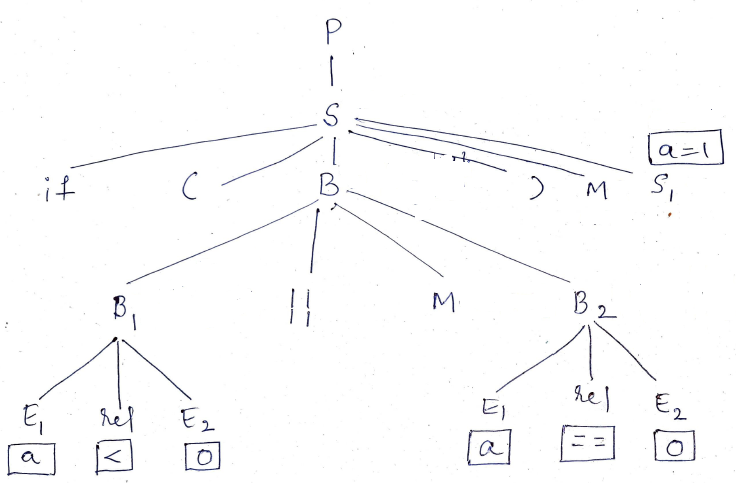 P
S
a=1
if ( B ) M S₁
B₁ || M B₂
E₁ rel E₂ E₁ rel E₂
a < 0 a == 0